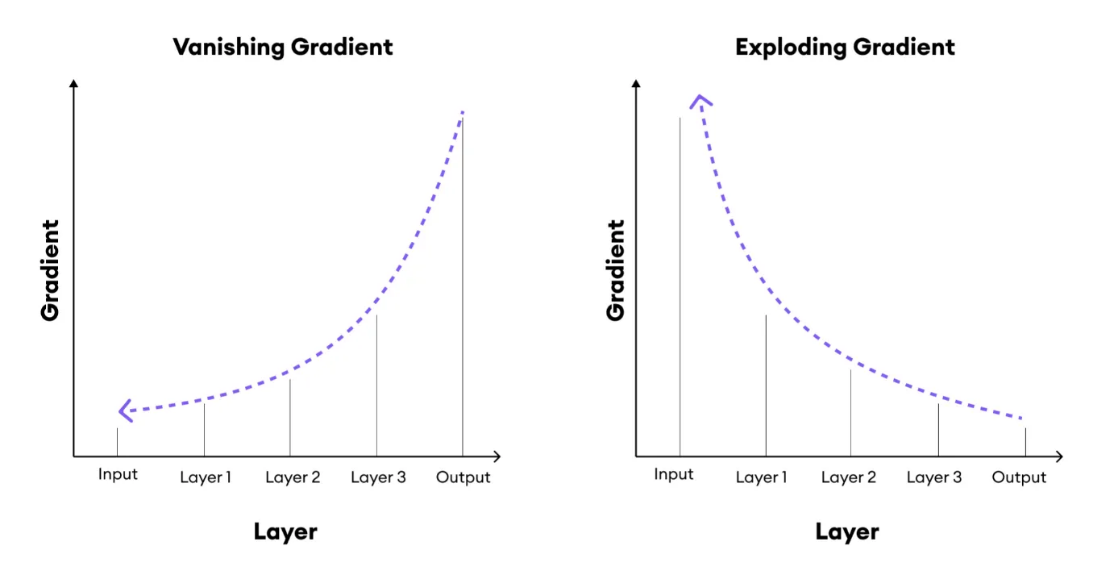 Vanishing Gradient
Gradient
Input Layer 1 Layer 2 Layer 3 Output
Layer
Exploding Gradient
Gradient
Input Layer 1 Layer 2 Layer 3 Output
Layer